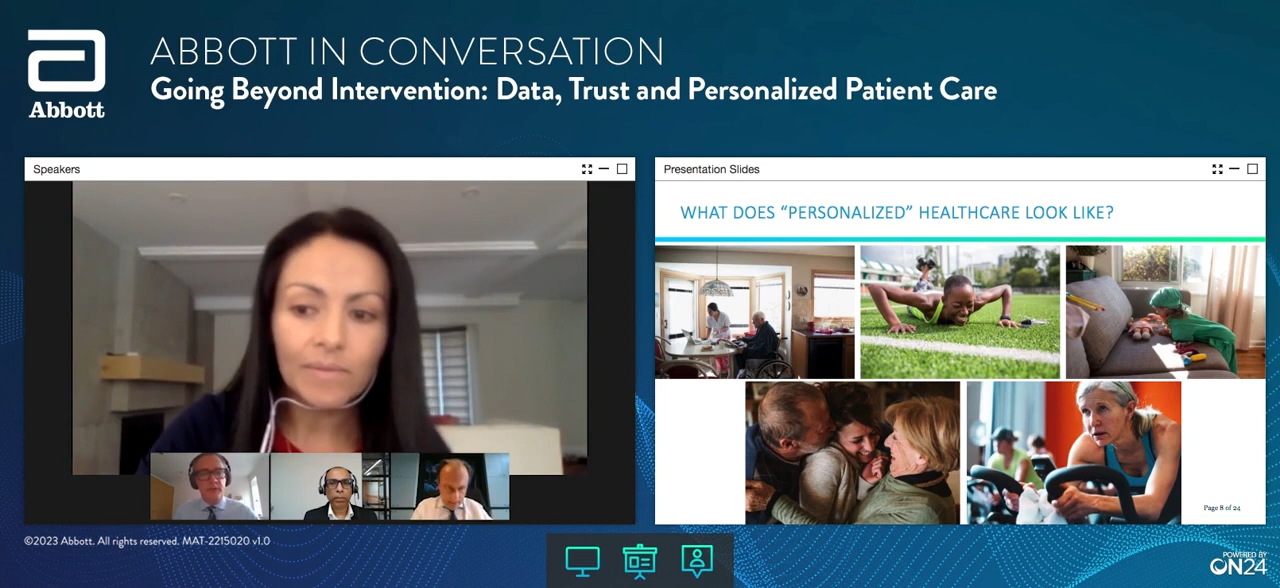 ABBOTT IN CONVERSATION
Going Beyond Intervention: Data, Trust and Personalized Patient Care
Abbott
Speakers
Presentation Slides
WHAT DOES “PERSONALIZED” HEALTHCARE LOOK LIKE?
Page 8 of 24
©2023 Abbott. All rights reserved. MAT-2215020 v1.0
POWERED BY
ON24